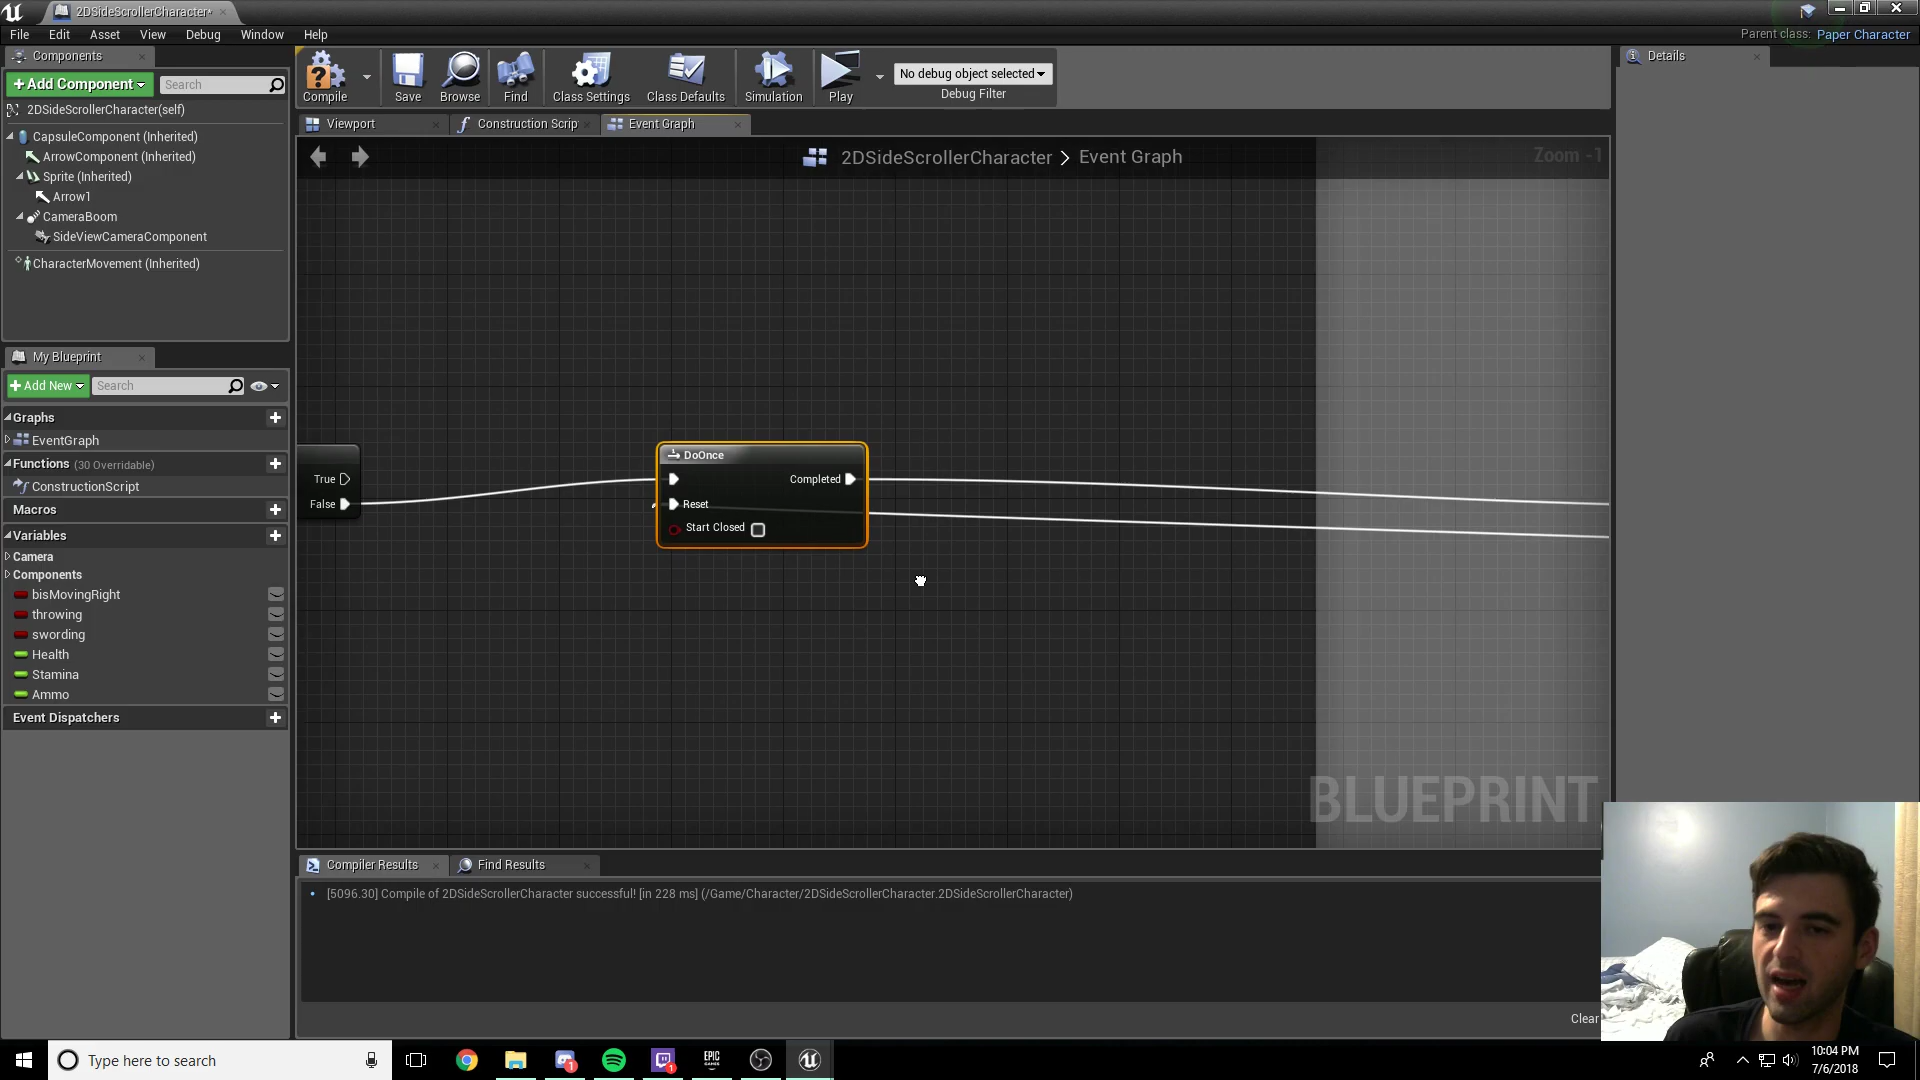 2DSideScrollerCharacter*
File Edit Asset View Debug Window Help
Parent class: Paper Character
Components
+ Add Component
Search
2DSideScrollerCharacter(self)
CapsuleComponent (Inherited)
ArrowComponent (Inherited)
Sprite (Inherited)
Arrow1
CameraBoom
SideViewCameraComponent
CharacterMovement (Inherited)
My Blueprint
+ Add New
Search
Graphs
EventGraph
Functions (30 Overridable)
ConstructionScript
Macros
Variables
Camera
Components
bisMovingRight
throwing
swording
Health
Stamina
Ammo
Event Dispatchers
Compile Save Browse Find Class Settings Class Defaults Simulation Play
No debug object selected
Debug Filter
Viewport Construction Scrip Event Graph
2DSideScrollerCharacter > Event Graph
Zoom -1
True
False
DoOnce
Completed
Reset
Start Closed
BLUEPRINT
Details
Compiler Results Find Results
[5096.30] Compile of 2DSideScrollerCharacter successful! [in 228 ms] (/Game/Character/2DSideScrollerCharacter.2DSideScrollerCharacter)
Clear
Type here to search
EPIC GAMES
10:04 PM
7/6/2018